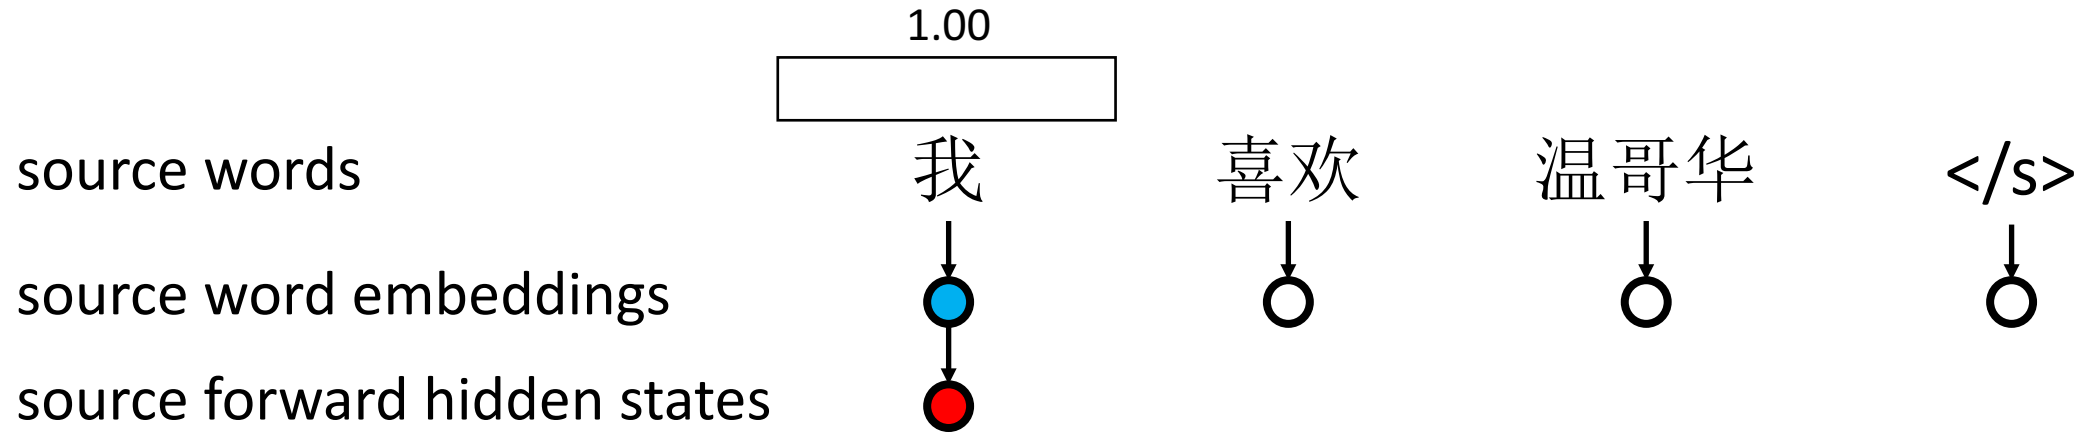 1.00
source words 我 喜欢 温哥华 </s>
source word embeddings
source forward hidden states